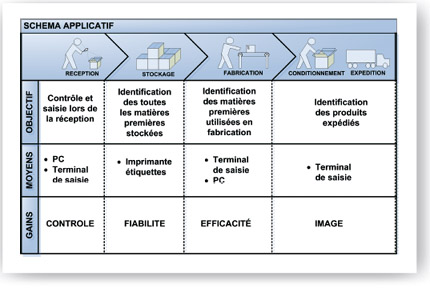 SCHEMA APPLICATIF
RECEPTION
STOCKAGE
FABRICATION
CONDITIONNEMENT
EXPEDITION
OBJECTIF
Contrôle et
saisie lors de
la réception
Identification
des toutes
les matières
premières
stockées
Identification
des matières
premières
utilisées en
fabrication
Identification
des produits
expédiés
MOYENS
• PC
• Terminal
de saisie
• Imprimante
étiquettes
• Terminal
de saisie
• PC
• Terminal
de saisie
GAINS
CONTROLE
FIABILITE
EFFICACITÉ
IMAGE